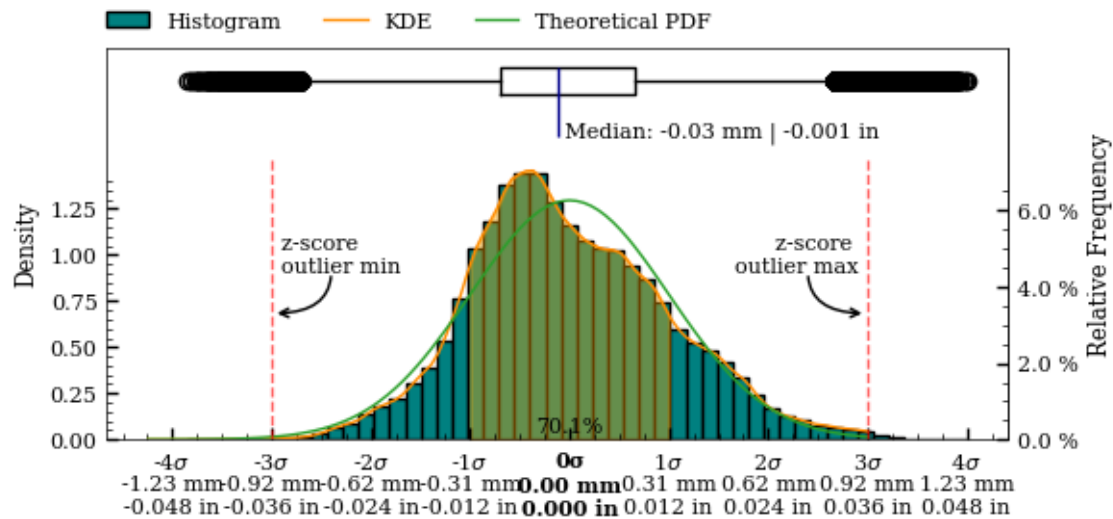 Histogram KDE Theoretical PDF
Median: -0.03 mm | -0.001 in
Density
1.25
1.00
0.75
0.50
0.25
0.00
z-score
outlier min
z-score
outlier max
70.1%
6.0 %
4.0 %
2.0 %
0.0 %
Relative Frequency
-4σ -3σ -2σ -1σ 0σ 1σ 2σ 3σ 4σ
-1.23 mm -0.92 mm -0.62 mm -0.31 mm 0.00 mm 0.31 mm 0.62 mm 0.92 mm 1.23 mm
-0.048 in -0.036 in -0.024 in -0.012 in 0.000 in 0.012 in 0.024 in 0.036 in 0.048 in